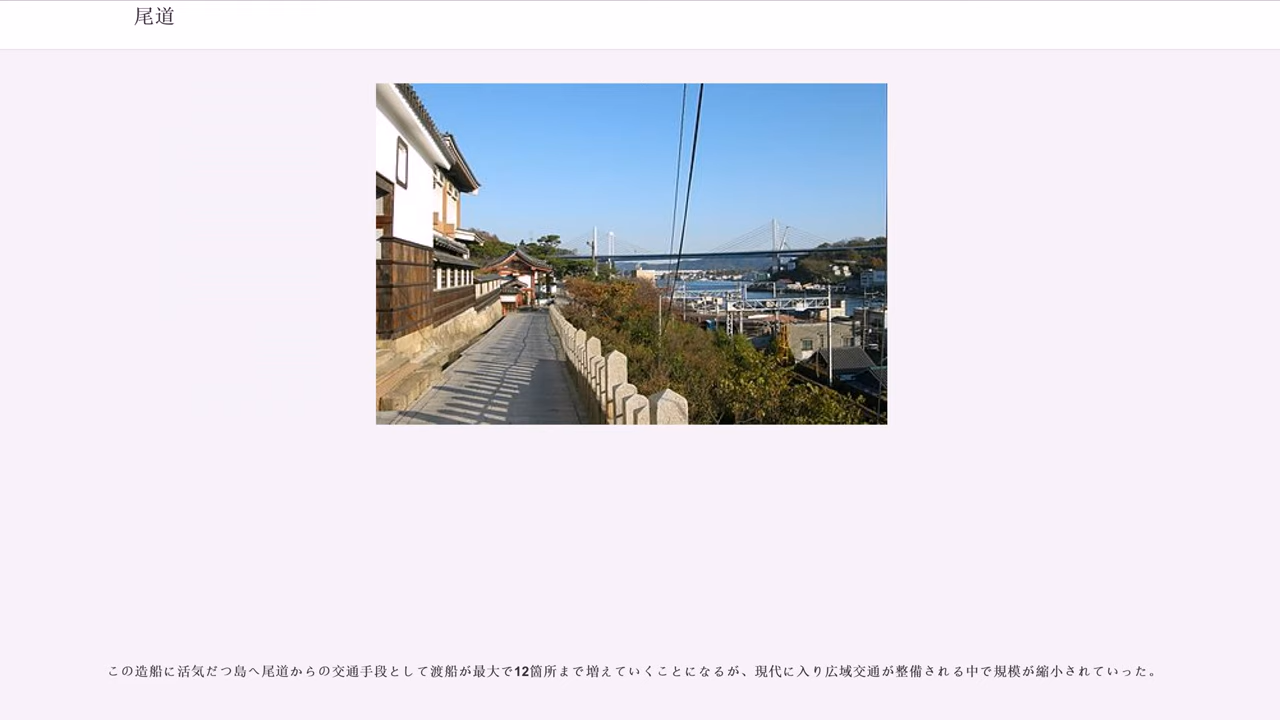 尾道
この造船に活気だつ島へ尾道からの交通手段として渡船が最大で12箇所まで増えていくことになるが、現代に入り広域交通が整備される中で規模が縮小されていった。